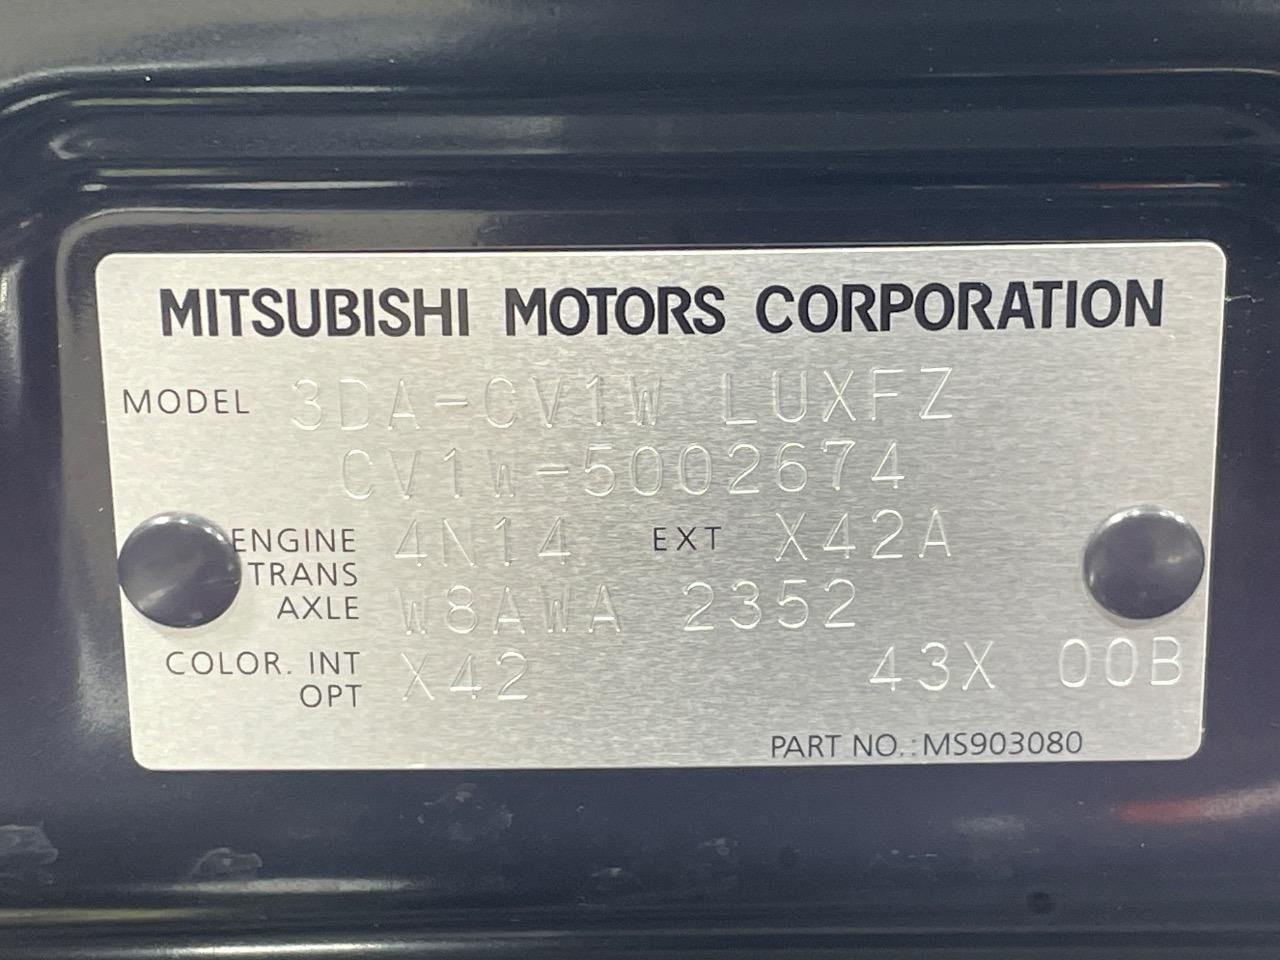 MITSUBISHI MOTORS CORPORATION
MODEL 3DA-CV1W LUXFZ
CV1W-5002674
ENGINE 4N14 EXT X42A
TRANS
AXLE W8AWA 2352
COLOR. INT X42 43X 00B
OPT
PART NO.: MS903080